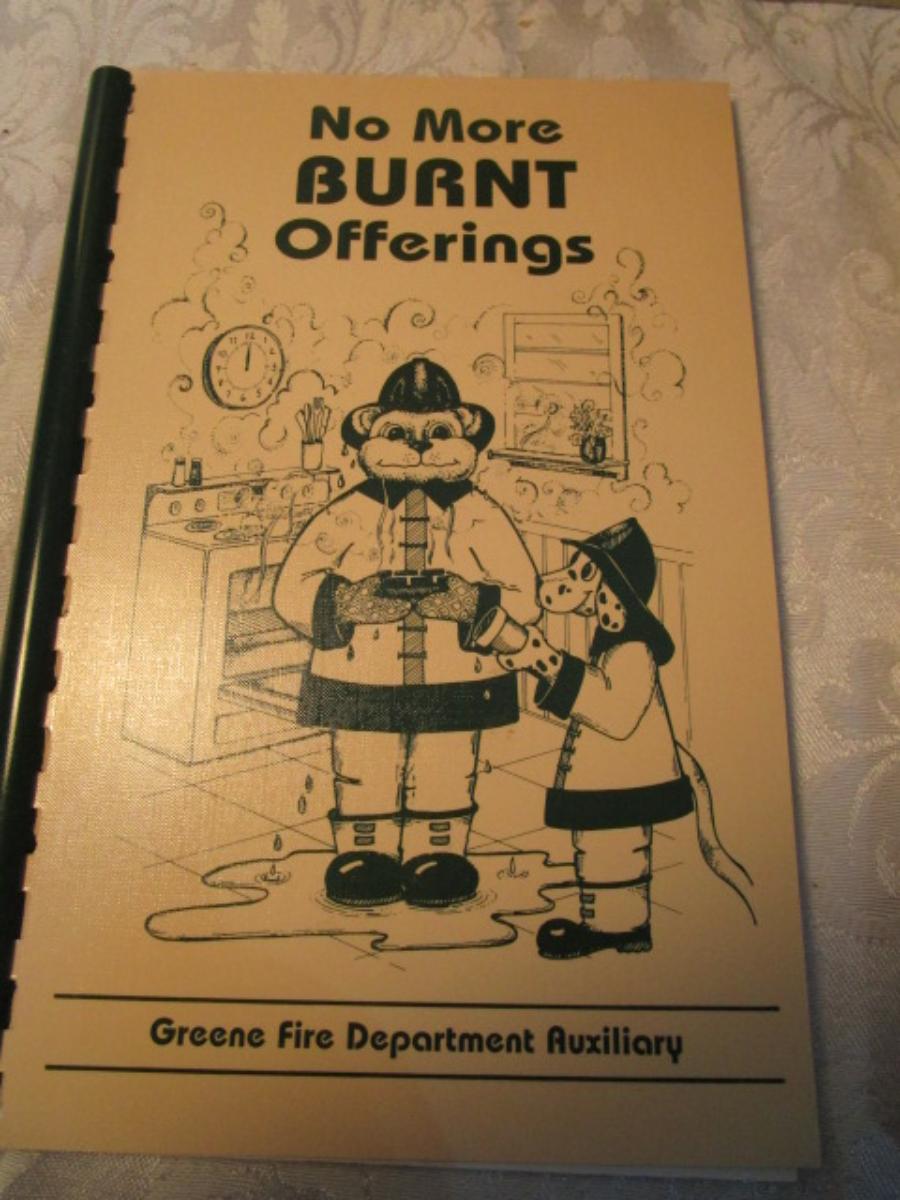 No More
BURNT
Offerings
Greene Fire Department Auxiliary